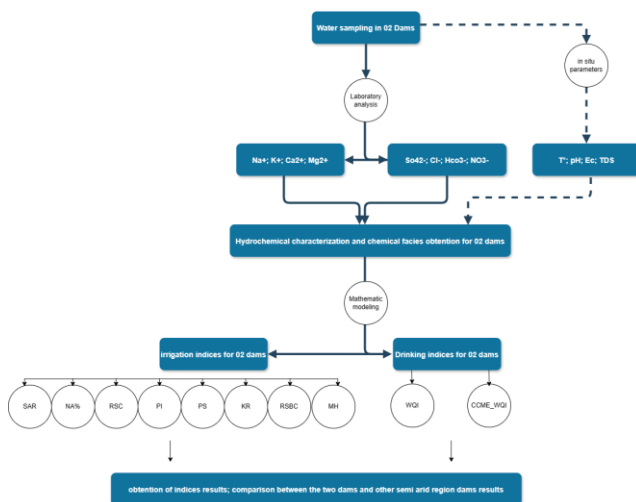 Water sampling in 02 Dams
in situ
parameters
Laboratory
analysis
Na+; K+; Ca2+; Mg2+
So42-; Cl-; Hco3-; NO3-
T°; pH; Ec; TDS
Hydrochemical characterization and chemical facies obtention for 02 dams
Mathematic
modeling
irrigation indices for 02 dams
Drinking indices for 02 dams
SAR
NA%
RSC
PI
PS
KR
RSBC
MH
WQI
CCME_WQI
obtention of indices results; comparison between the two dams and other semi arid region dams results